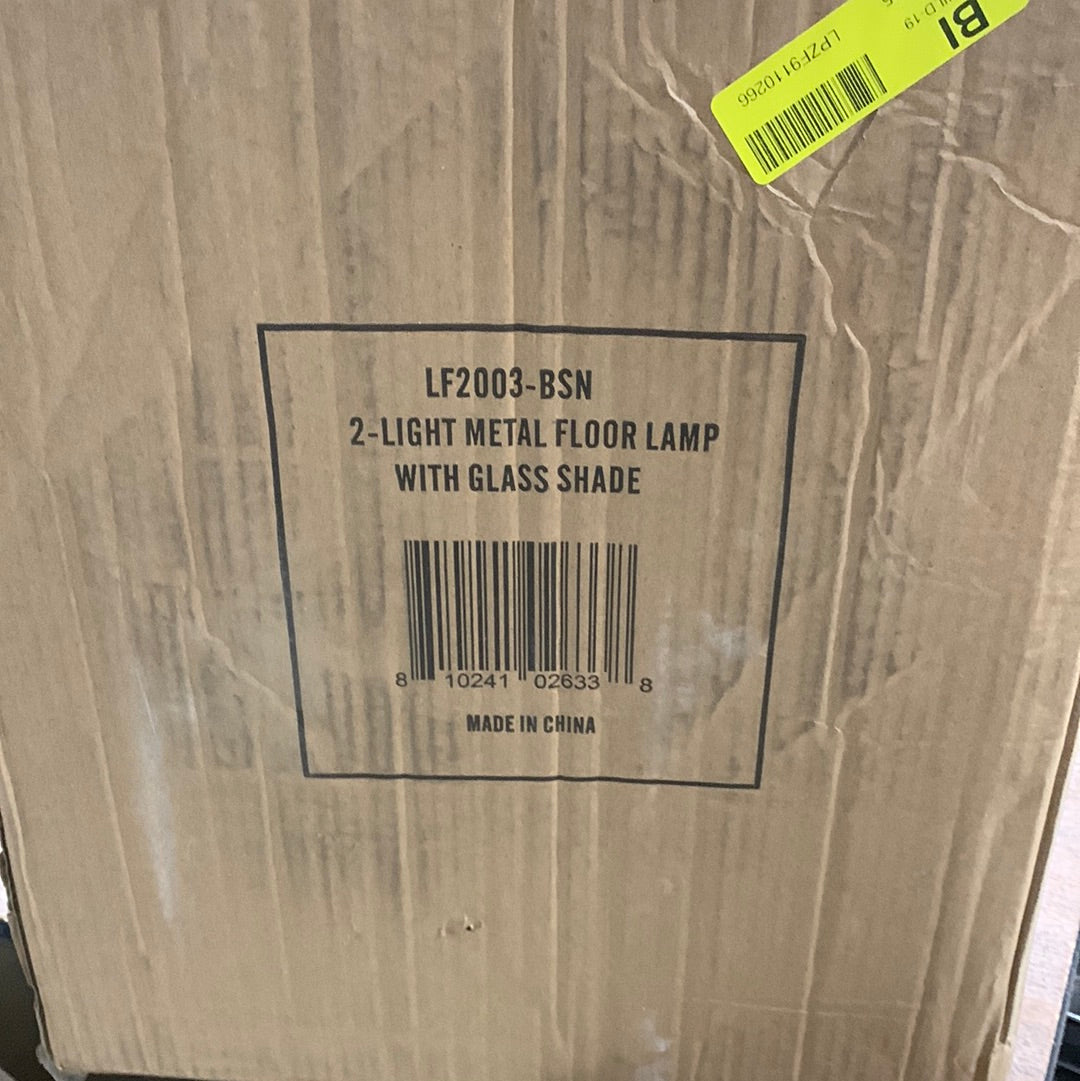 BI
LPZF9110266
LF2003-BSN
2-LIGHT METAL FLOOR LAMP
WITH GLASS SHADE
8 10241 02633 8
MADE IN CHINA